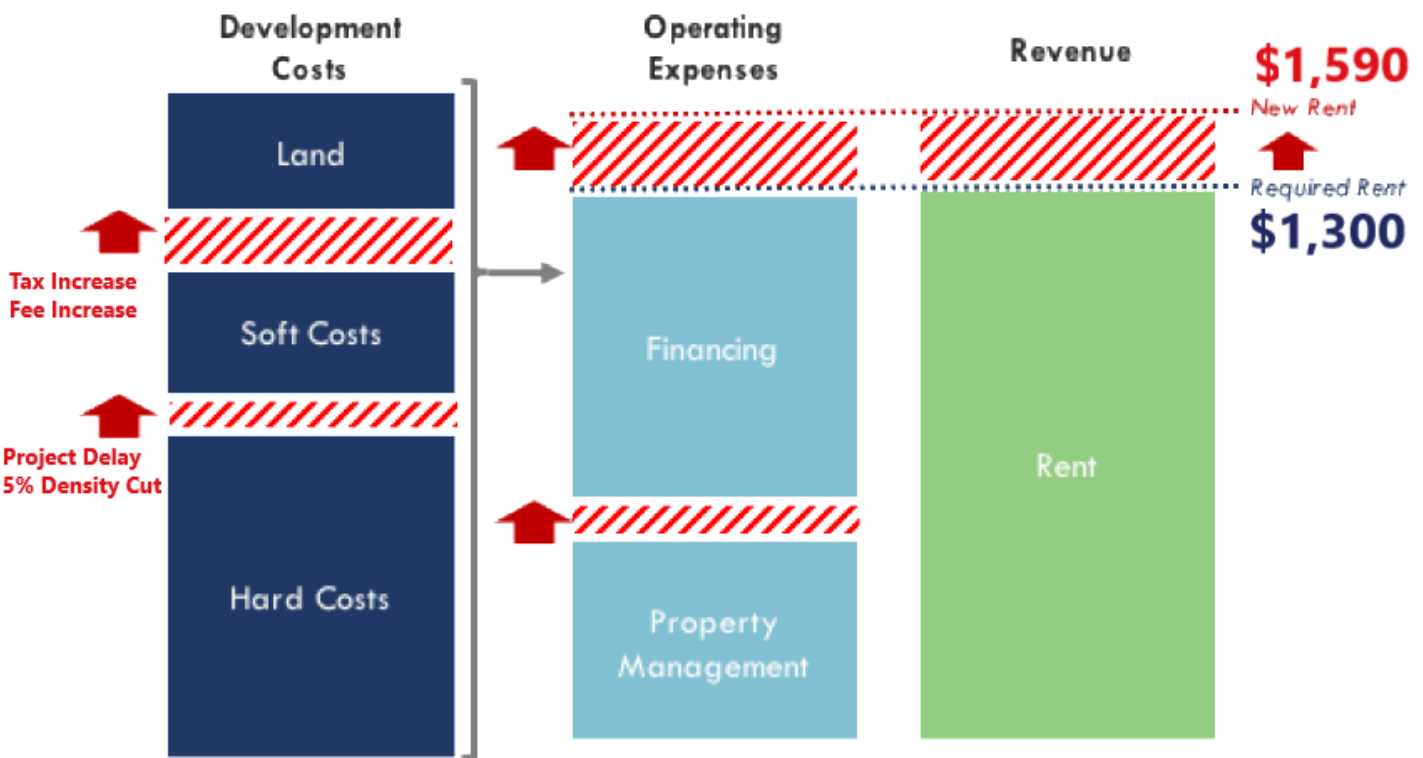 Development
Costs
Operating
Expenses
Revenue
$1,590
New Rent
Required Rent
$1,300
Land
Tax Increase
Fee Increase
Soft Costs
Project Delay
5% Density Cut
Hard Costs
Financing
Property
Management
Rent